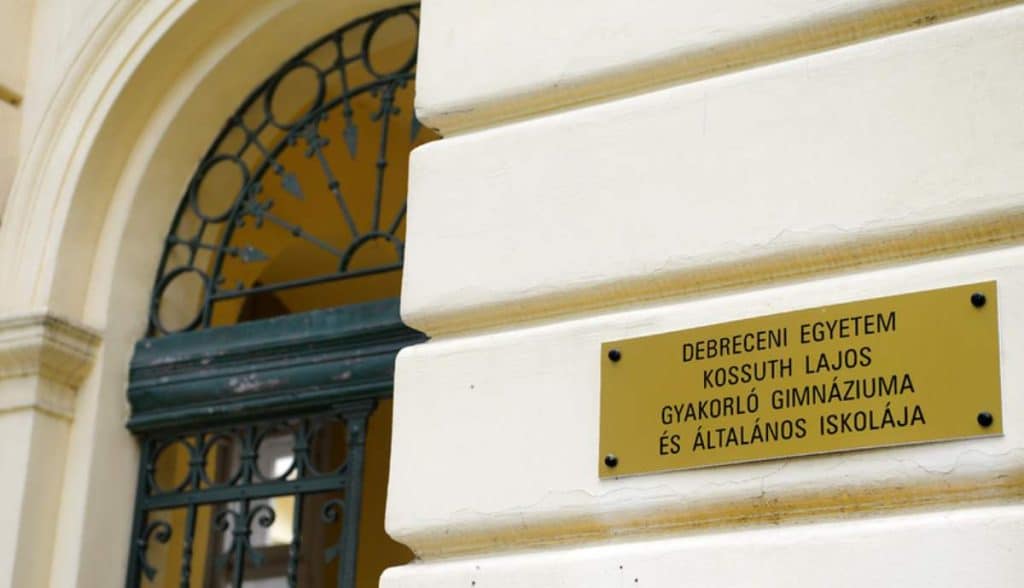 DEBRECENI EGYETEM
KOSSUTH LAJOS
GYAKORLÓ GIMNÁZIUMA
ÉS ÁLTALÁNOS ISKOLÁJA